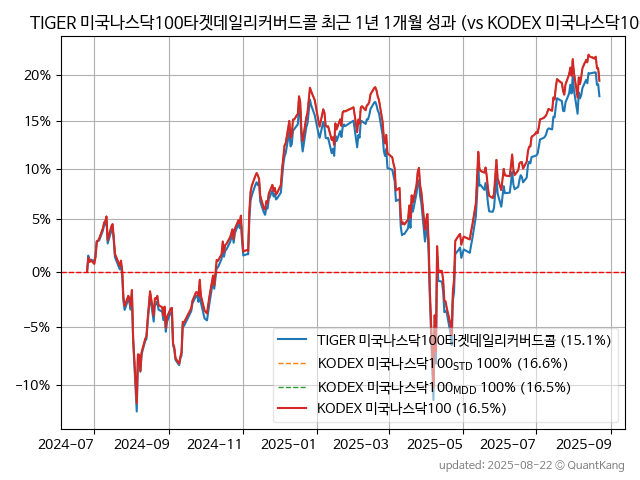 TIGER 미국나스닥100타겟데일리커버드콜 최근 1년 1개월 성과 (vs KODEX 미국나스닥10
20%
15%
10%
5%
0%
−5%
−10%
TIGER 미국나스닥100타겟데일리커버드콜 (15.1%)
KODEX 미국나스닥100STD 100% (16.6%)
KODEX 미국나스닥100MDD 100% (16.5%)
KODEX 미국나스닥100 (16.5%)
2024-07 2024-09 2024-11 2025-01 2025-03 2025-05 2025-07 2025-09
updated: 2025-08-22 © QuantKang